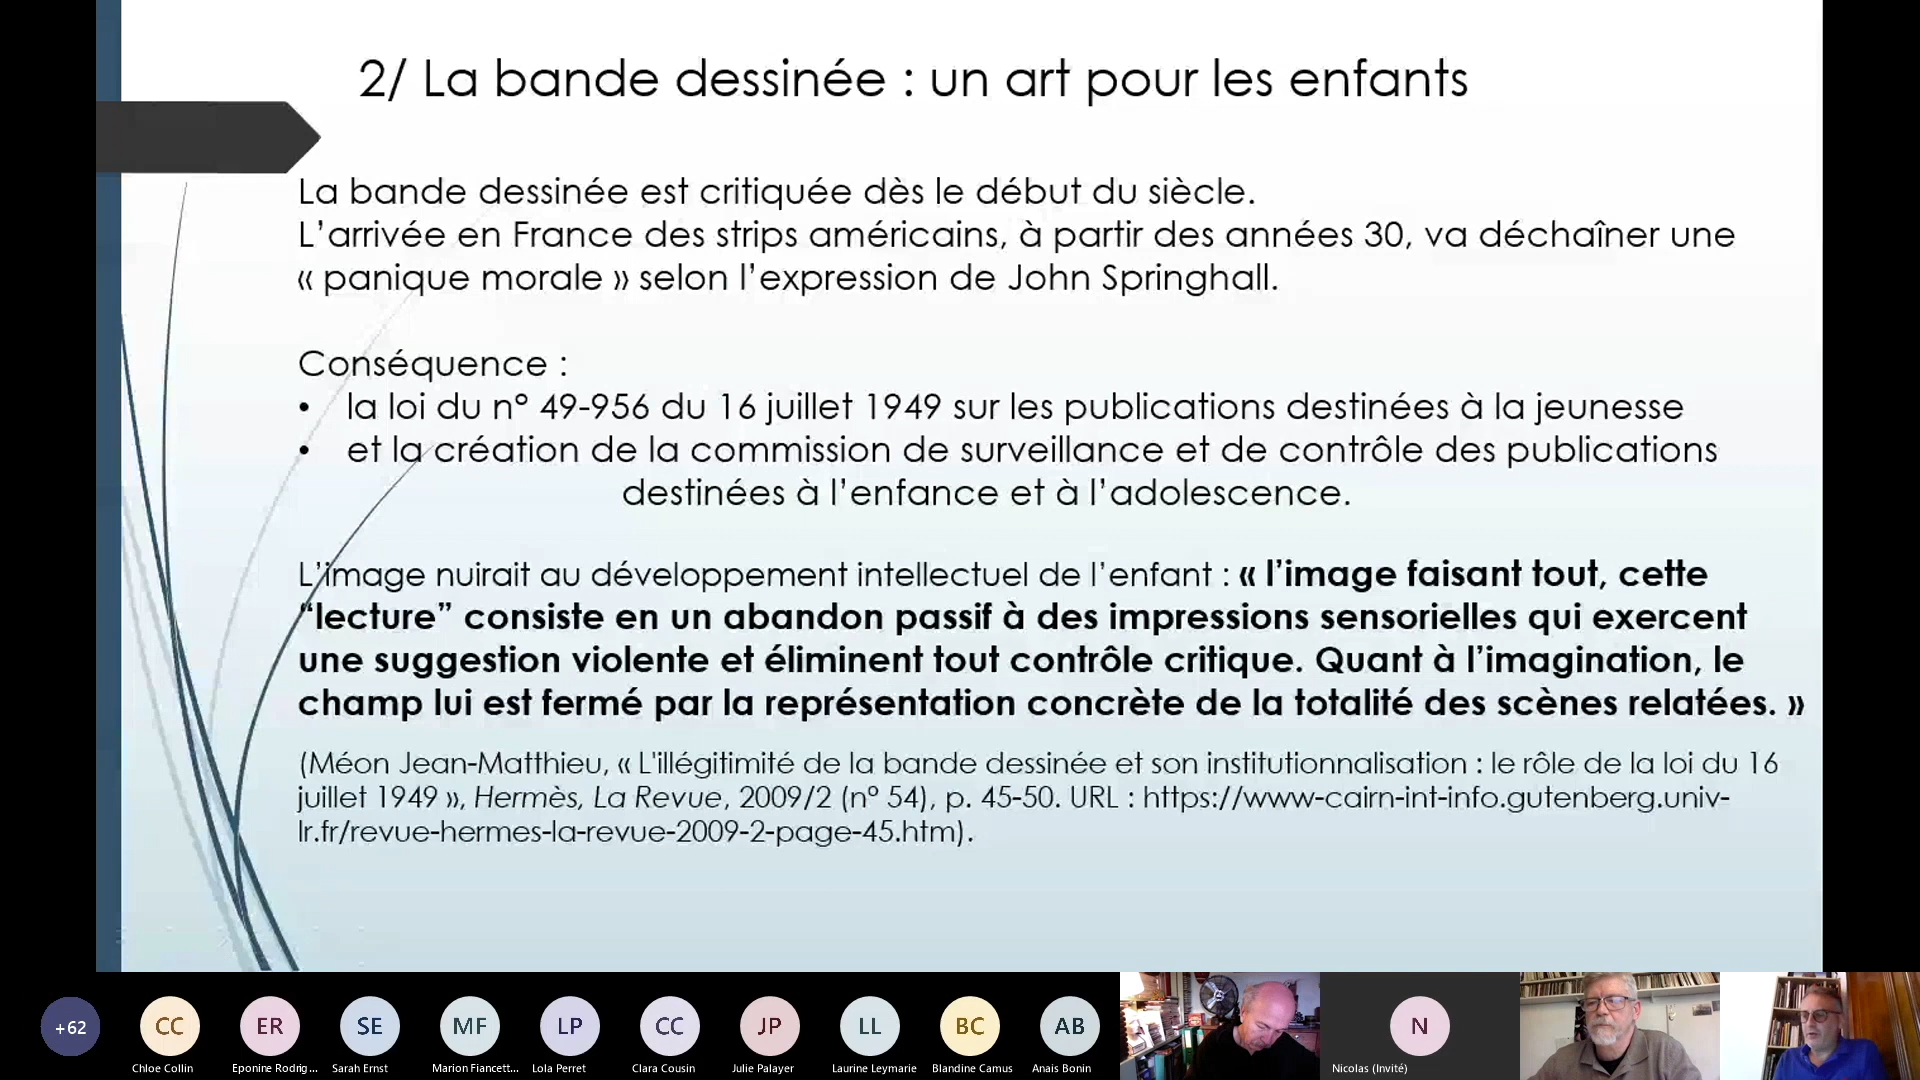 2/ La bande dessinée : un art pour les enfants
La bande dessinée est critiquée dès le début du siècle.
L’arrivée en France des strips américains, à partir des années 30, va déchaîner une
« panique morale » selon l’expression de John Springhall.
Conséquence :
• la loi du n° 49-956 du 16 juillet 1949 sur les publications destinées à la jeunesse
• et la création de la commission de surveillance et de contrôle des publications
destinées à l’enfance et à l’adolescence.
L’image nuirait au développement intellectuel de l’enfant : « l’image faisant tout, cette
“lecture” consiste en un abandon passif à des impressions sensorielles qui exercent
une suggestion violente et éliminent tout contrôle critique. Quant à l’imagination, le
champ lui est fermé par la représentation concrète de la totalité des scènes relatées. »
(Méon Jean-Matthieu, « L'illégitimité de la bande dessinée et son institutionnalisation : le rôle de la loi du 16
juillet 1949 », Hermès, La Revue, 2009/2 (n° 54), p. 45-50. URL : https://www-cairn-int-info.gutenberg.univ-
lr.fr/revue-hermes-la-revue-2009-2-page-45.htm).
+62 CC ER SE MF LP CC JP LL BC AB N
Chloe Collin Eponine Rodrig... Sarah Ernst Marion Fiancett... Lola Perret Clara Cousin Julie Palayer Laurine Leymarie Blandine Camus Anais Bonin Nicolas (Invité)